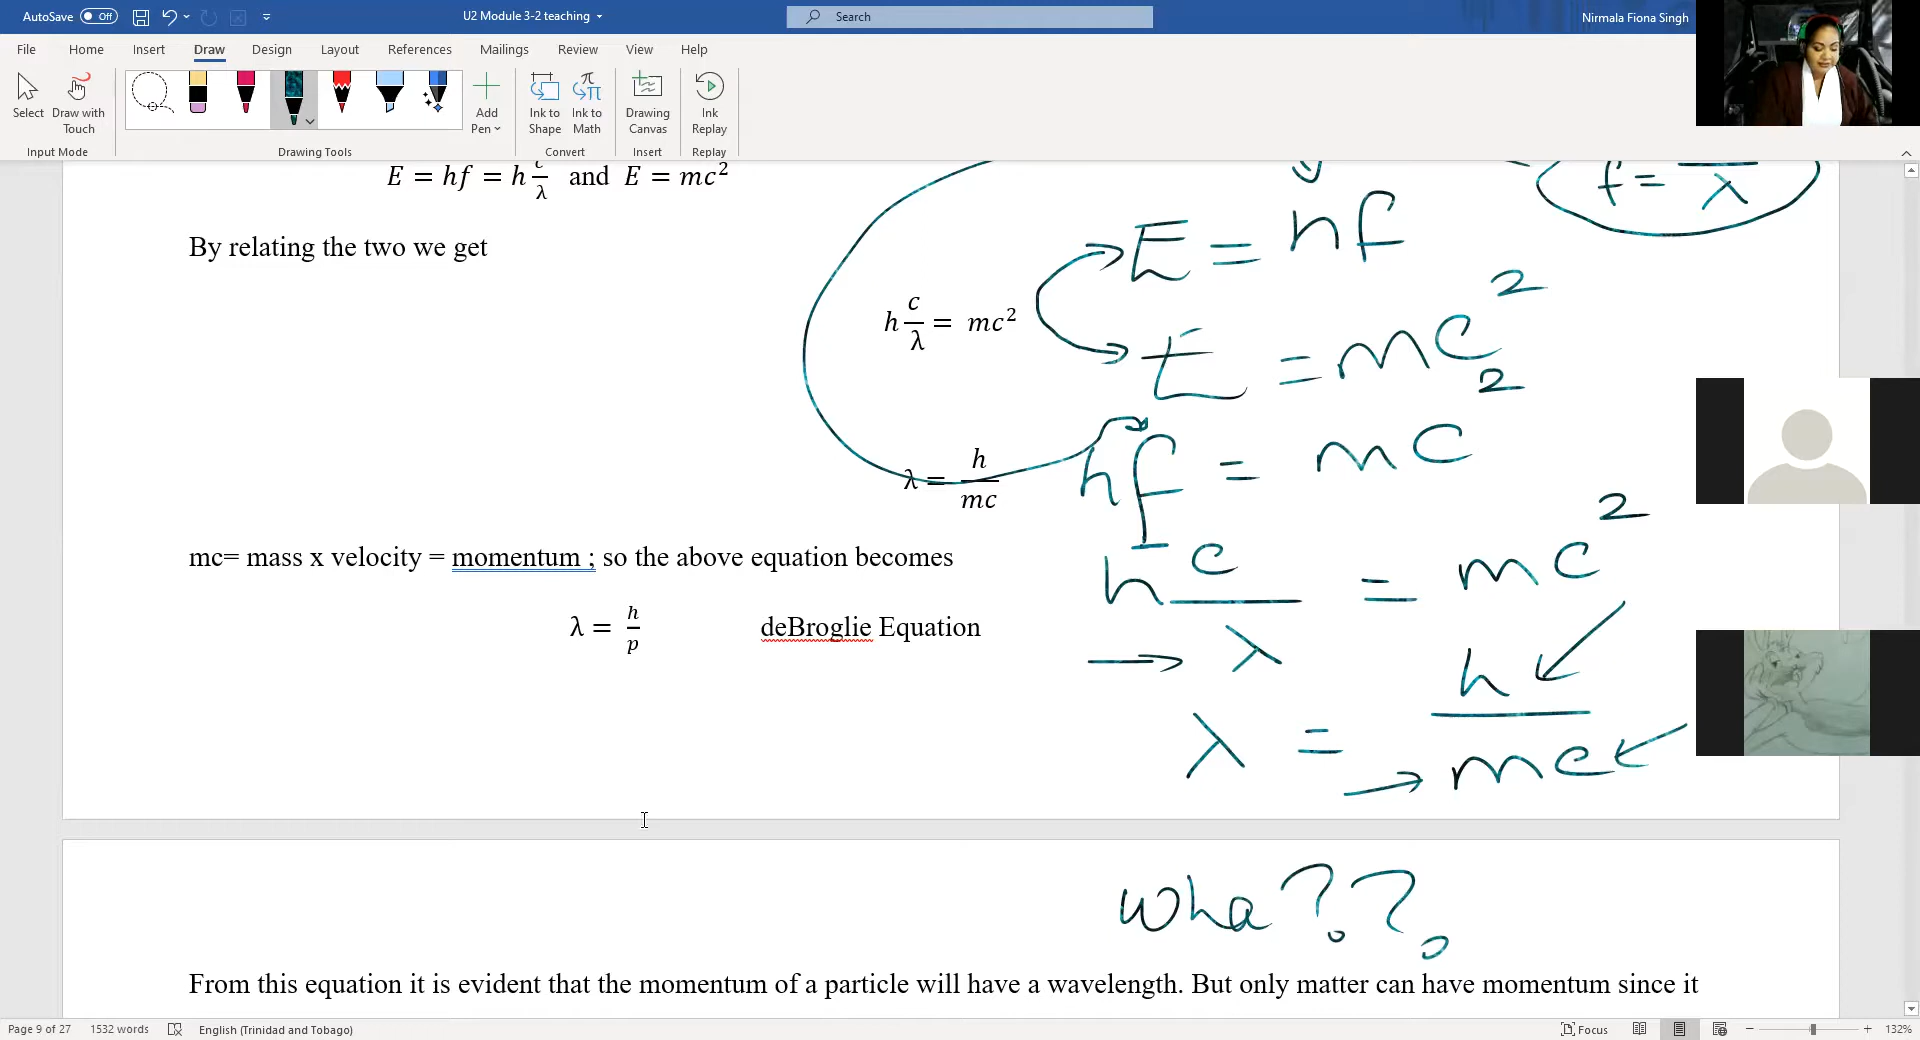 AutoSave Off U2 Module 3-2 teaching Search Nirmala Fiona Singh
File Home Insert Draw Design Layout References Mailings Review View Help
Select Draw with Touch Add Pen Ink to Shape Ink to Math Drawing Canvas Ink Replay
Input Mode Drawing Tools Convert Insert Replay
E = hf = h c/λ and E = mc²
f = λ
E = hf
By relating the two we get
h c/λ = mc²
E = mc²
hf = mc²
λ = h/mc
mc= mass x velocity = momentum ; so the above equation becomes
h c/λ = mc²
λ = h/p deBroglie Equation
λ = h/mc
wha??
From this equation it is evident that the momentum of a particle will have a wavelength. But only matter can have momentum since it
Page 9 of 27 1532 words English (Trinidad and Tobago) Focus 132%